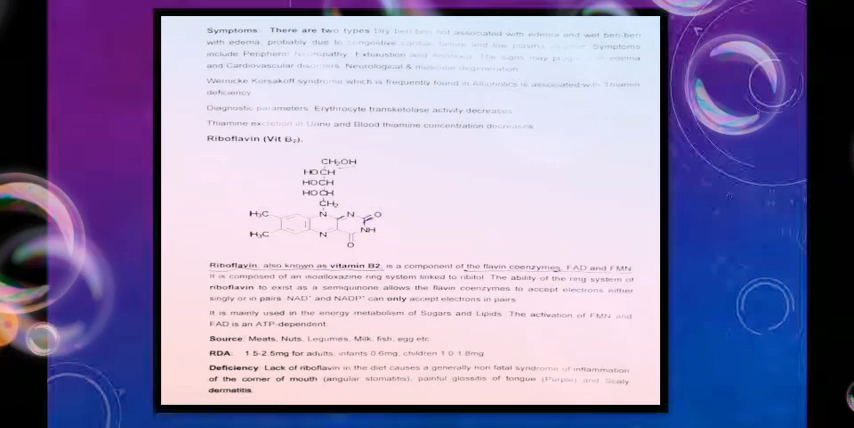 Symptoms: There are two types Dry beri-beri not associated with edema and wet beri-beri
with edema, probably due to congestive cardiac failure and low plasma Symptoms
include Peripheral neuropathy, Exhaustion and Anorexia. The signs may edema
and Cardiovascular disorders, Neurological & muscular degeneration.
Wernicke Korsakoff syndrome which is frequently found in Alcoholics is associated with Thiamin
deficiency
Diagnostic parameters: Erythrocyte transketolase activity decreases
Thiamine excretion in Urine and Blood thiamine concentration decreases
Riboflavin (Vit B₂).
CH₂OH
HOCH
HOCH
HOCH
CH₂
H₃C N N O
NH
H₃C N
O
Riboflavin, also known as vitamin B2, is a component of the flavin coenzymes, FAD and FMN.
It is composed of an isoalloxazine ring system linked to ribitol. The ability of the ring system of
riboflavin to exist as a semiquinone allows the flavin coenzymes to accept electrons either
singly or in pairs. NAD⁺ and NADP⁺ can only accept electrons in pairs
It is mainly used in the energy metabolism of Sugars and Lipids. The activation of FMN and
FAD is an ATP-dependent.
Source: Meats, Nuts, Legumes, Milk, fish, egg etc
RDA: 1.5-2.5mg for adults, infants 0.6mg, children 1.0-1.8mg
Deficiency: Lack of riboflavin in the diet causes a generally non fatal syndrome of inflammation
of the corner of mouth (angular stomatitis), painful glossitis of tongue (Purple) and Scaly
dermatitis.